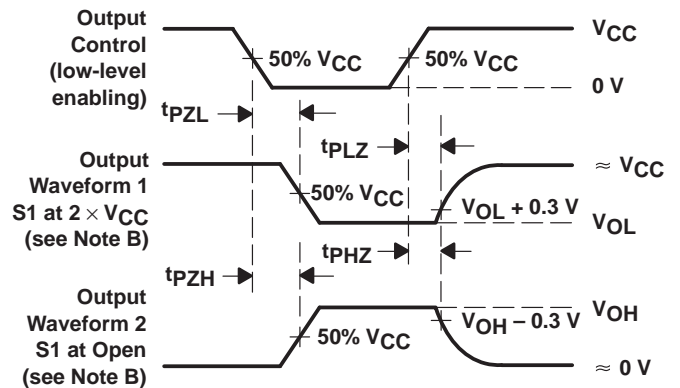 Output
Control
(low-level
enabling)
50% VCC
50% VCC
VCC
0 V
tPZL
tPLZ
Output
Waveform 1
S1 at 2 × VCC
(see Note B)
50% VCC
≈ VCC
VOL + 0.3 V
VOL
tPHZ
tPZH
Output
Waveform 2
S1 at Open
(see Note B)
50% VCC
VOH
VOH – 0.3 V
≈ 0 V